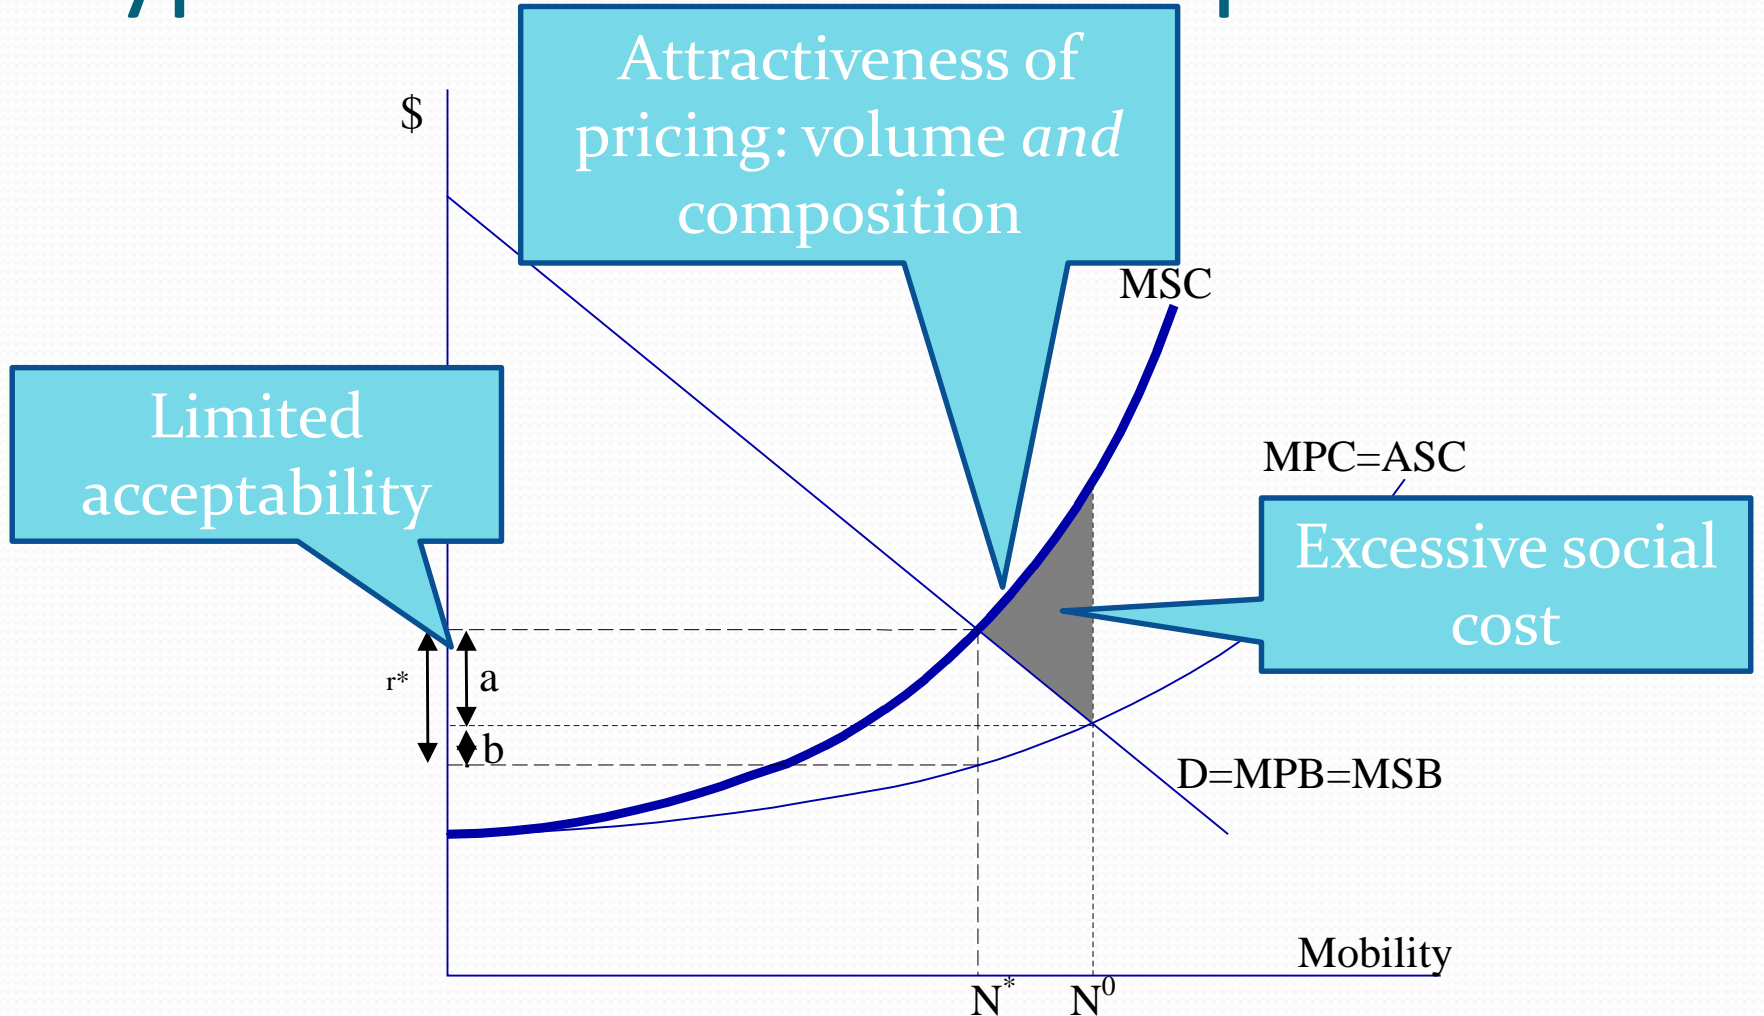 Attractiveness of
pricing: volume and
composition
$
MSC
Limited
acceptability
MPC=ASC
Excessive social
cost
r*
a
b
D=MPB=MSB
Mobility
N*
N⁰